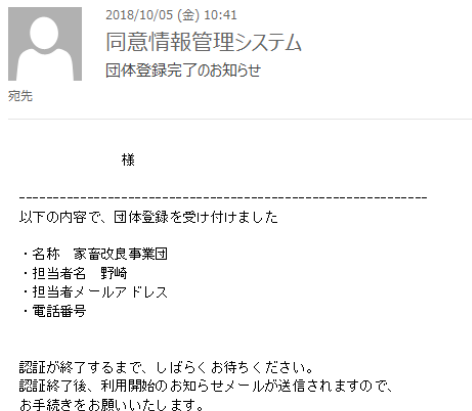 2018/10/05 (金) 10:41
同意情報管理システム
団体登録完了のお知らせ
宛先
様
------------------------------------------------------------
以下の内容で、団体登録を受け付けました
・名称 家畜改良事業団
・担当者名 野崎
・担当者メールアドレス
・電話番号
認証が終了するまで、しばらくお待ちください。
認証終了後、利用開始のお知らせメールが送信されますので、
お手続きをお願いいたします。